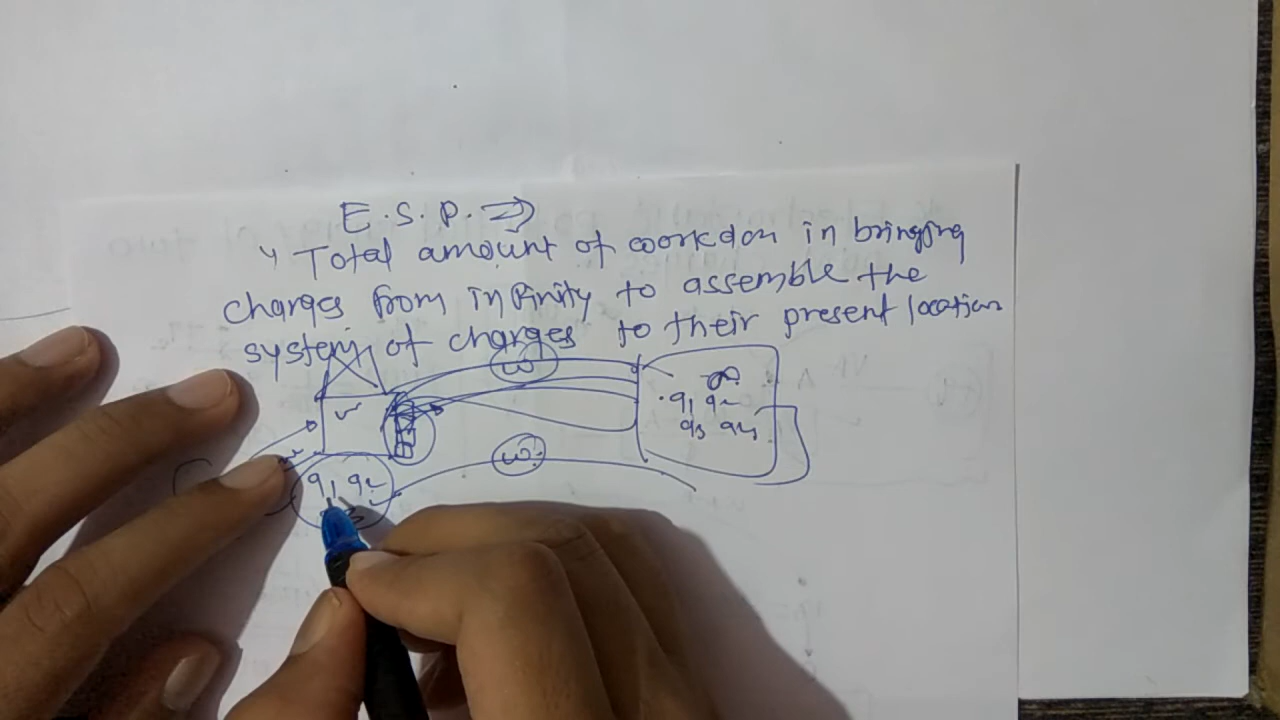 E.S.P. ⇒
Total amount of workdon in bringing
charges from infinity to assemble the
system of charges to their present location
w ∞
q1 q2
q3 q4
w
q1 q2